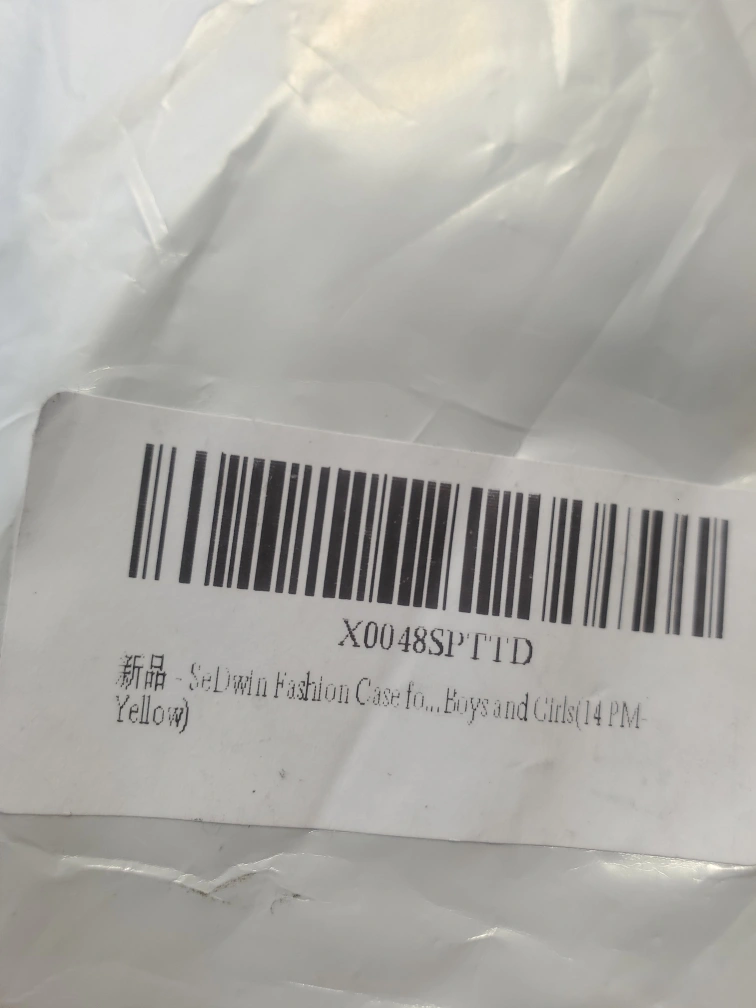 X0048SPTTD
新品 - SeDwin Fashion Case fo...Boys and Girls(14 PM-
Yellow)